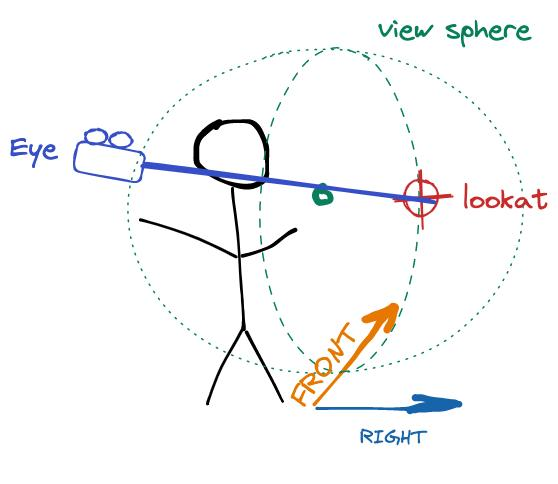 view sphere
Eye
lookat
FRONT
RIGHT